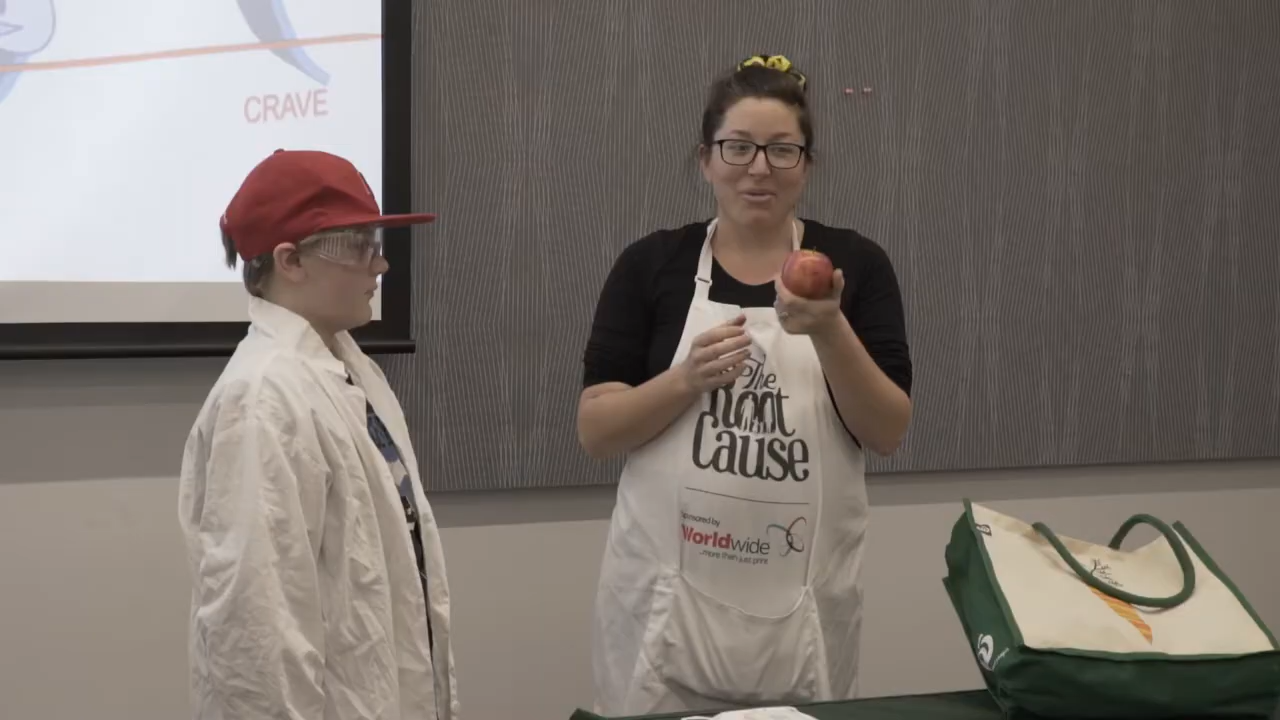 CRAVE
The
Root
Cause
Sponsored by
Worldwide
...more than just print